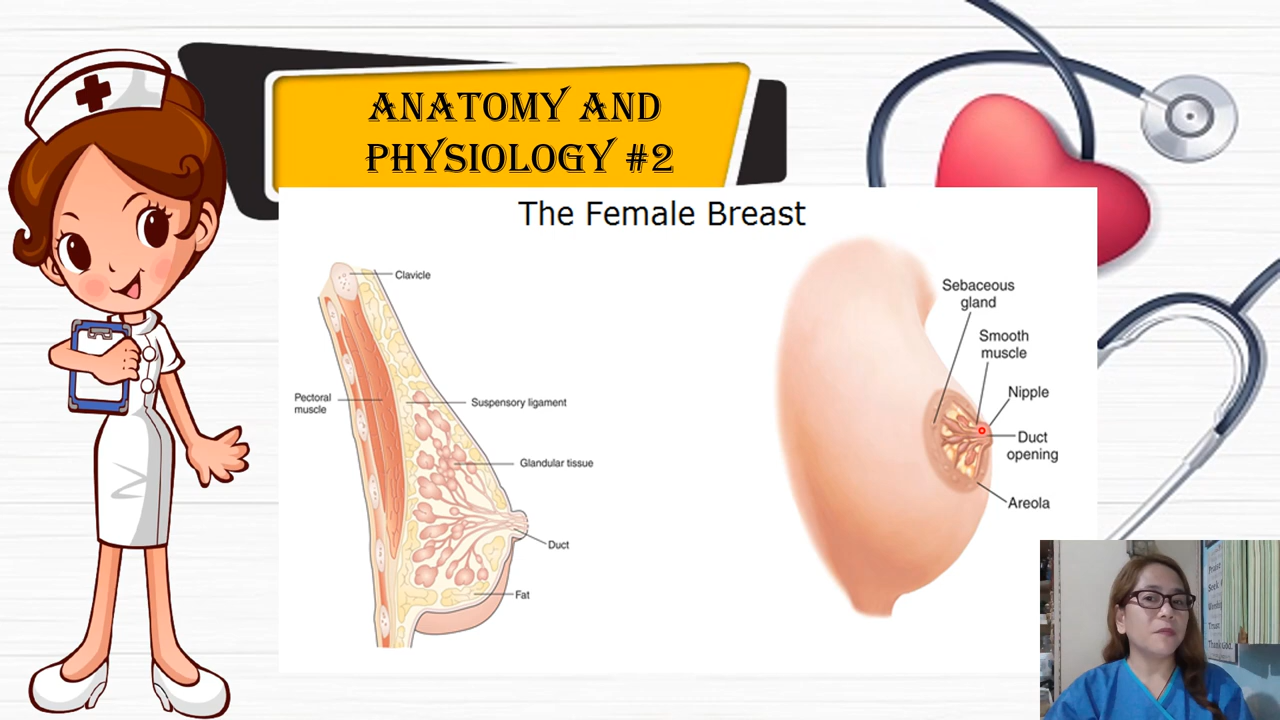 ANATOMY AND
PHYSIOLOGY #2
The Female Breast
Clavicle
Pectoral
muscle
Suspensory ligament
Glandular tissue
Duct
Fat
Sebaceous
gland
Smooth
muscle
Nipple
Duct
opening
Areola
Trust